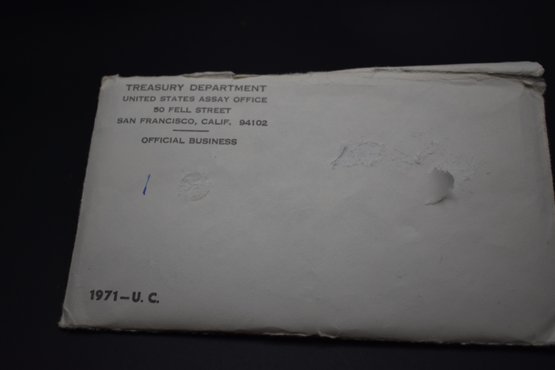 TREASURY DEPARTMENT
UNITED STATES ASSAY OFFICE
50 FELL STREET
SAN FRANCISCO, CALIF. 94102
OFFICIAL BUSINESS
1971–U. C.